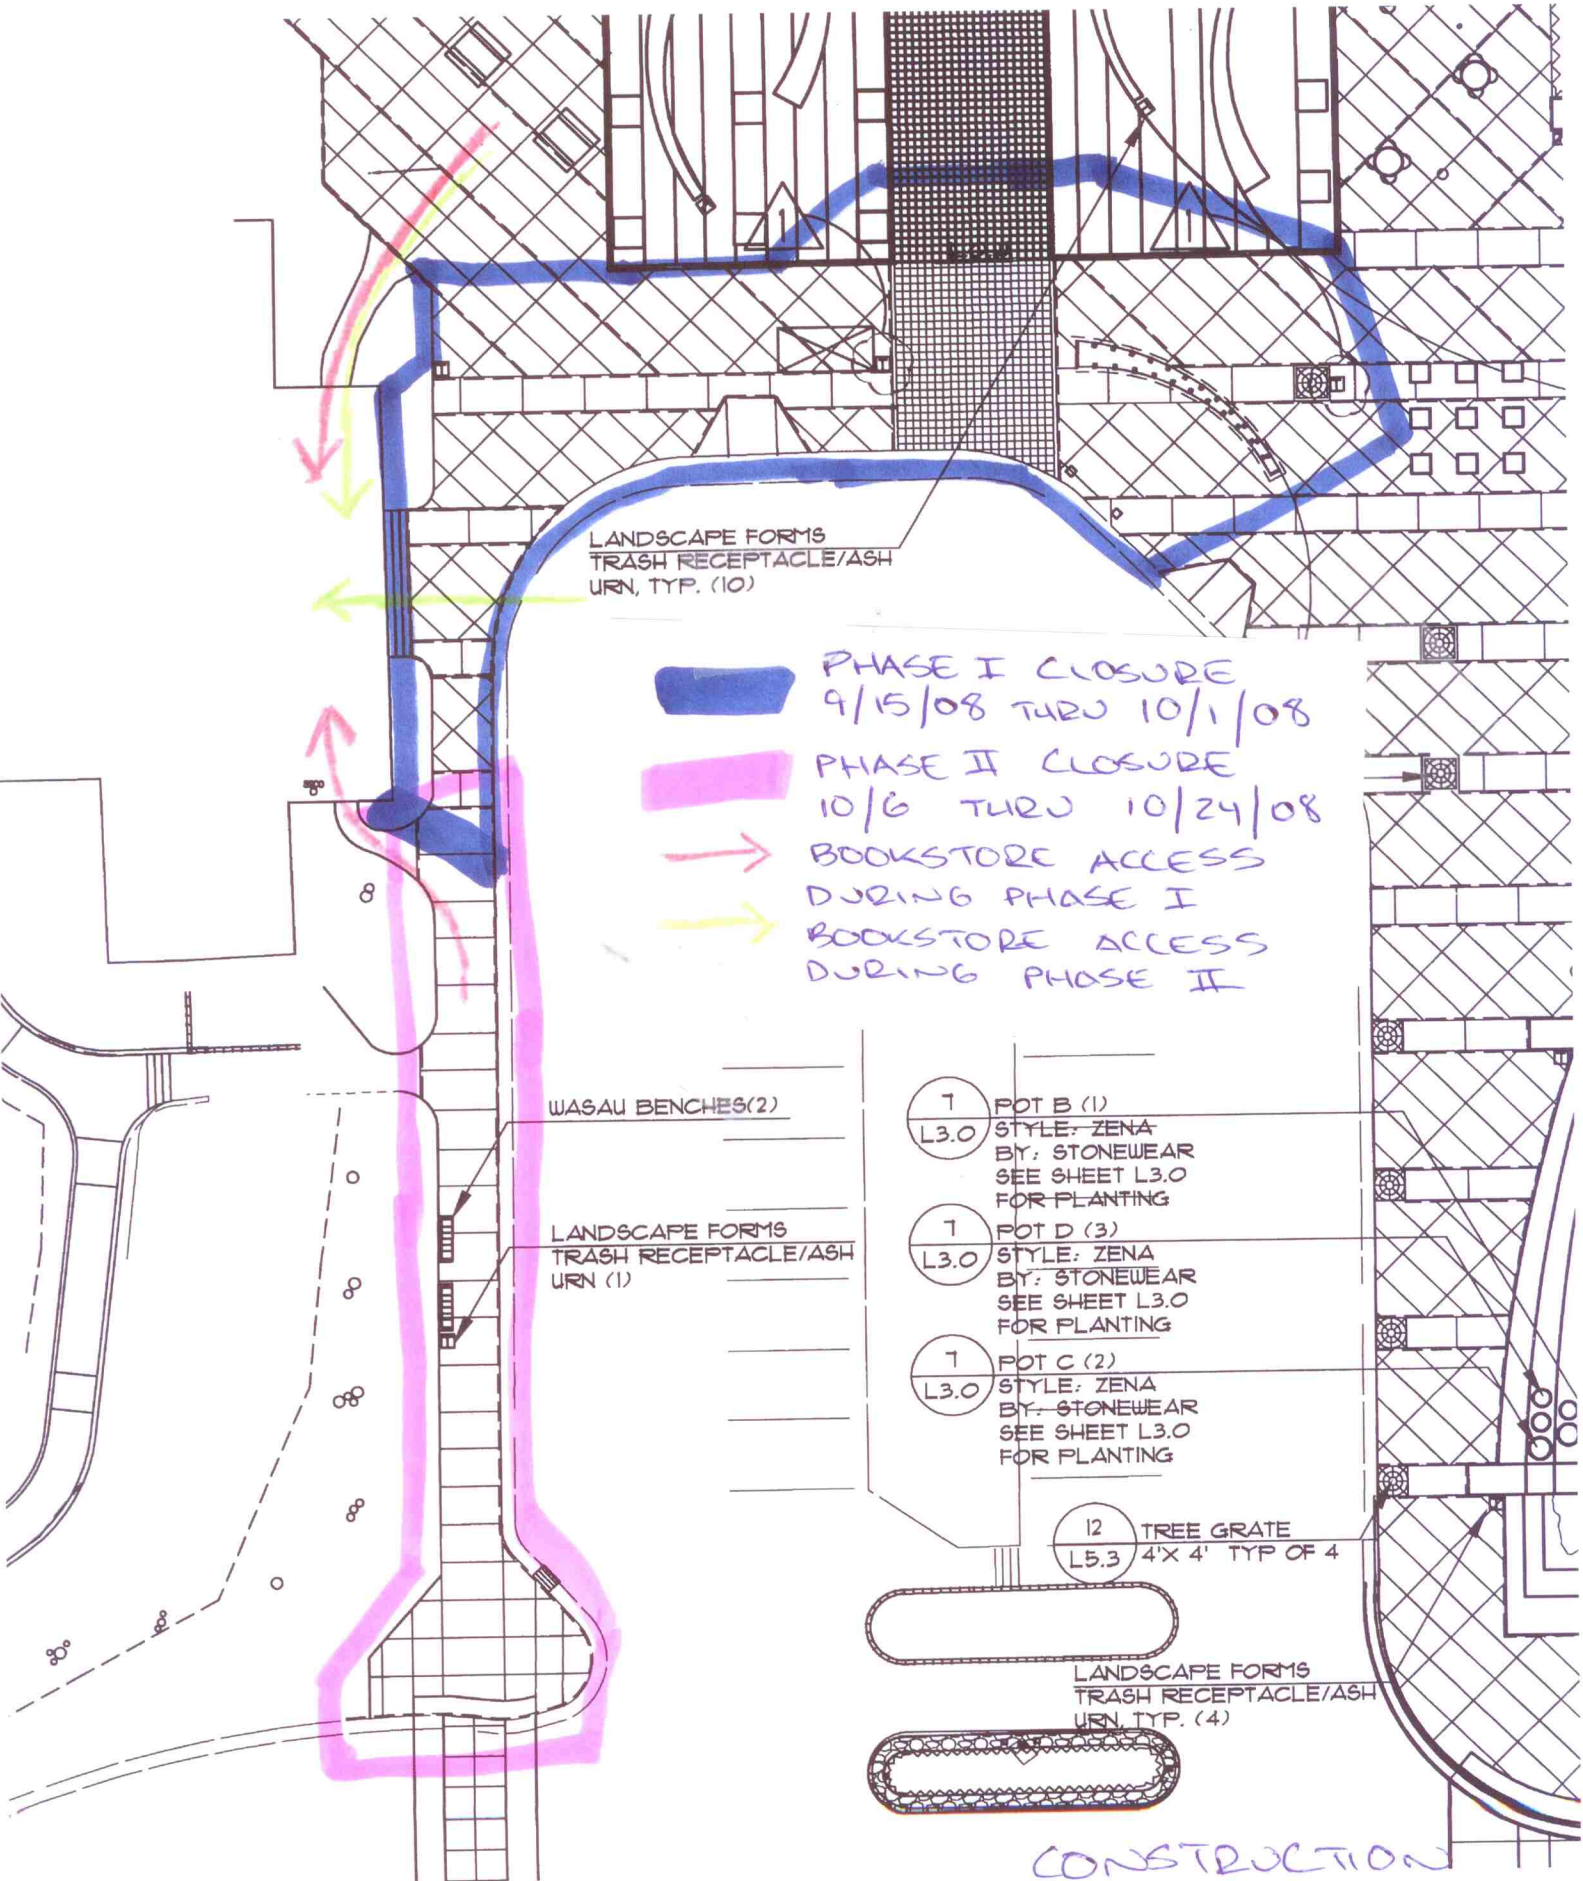 1
1
LANDSCAPE FORMS
TRASH RECEPTACLE/ASH
URN, TYP. (10)
PHASE I CLOSURE
9/15/08 THRU 10/1/08
PHASE II CLOSURE
10/6 THRU 10/24/08
BOOKSTORE ACCESS
DURING PHASE I
BOOKSTORE ACCESS
DURING PHASE II
WASAU BENCHES(2)
LANDSCAPE FORMS
TRASH RECEPTACLE/ASH
URN (1)
7
L3.0
POT B (1)
STYLE: ZENA
BY: STONEWEAR
SEE SHEET L3.0
FOR PLANTING
7
L3.0
POT D (3)
STYLE: ZENA
BY: STONEWEAR
SEE SHEET L3.0
FOR PLANTING
7
L3.0
POT C (2)
STYLE: ZENA
BY: STONEWEAR
SEE SHEET L3.0
FOR PLANTING
12
L5.3
TREE GRATE
4'X 4' TYP OF 4
LANDSCAPE FORMS
TRASH RECEPTACLE/ASH
URN, TYP. (4)
CONSTRUCTION